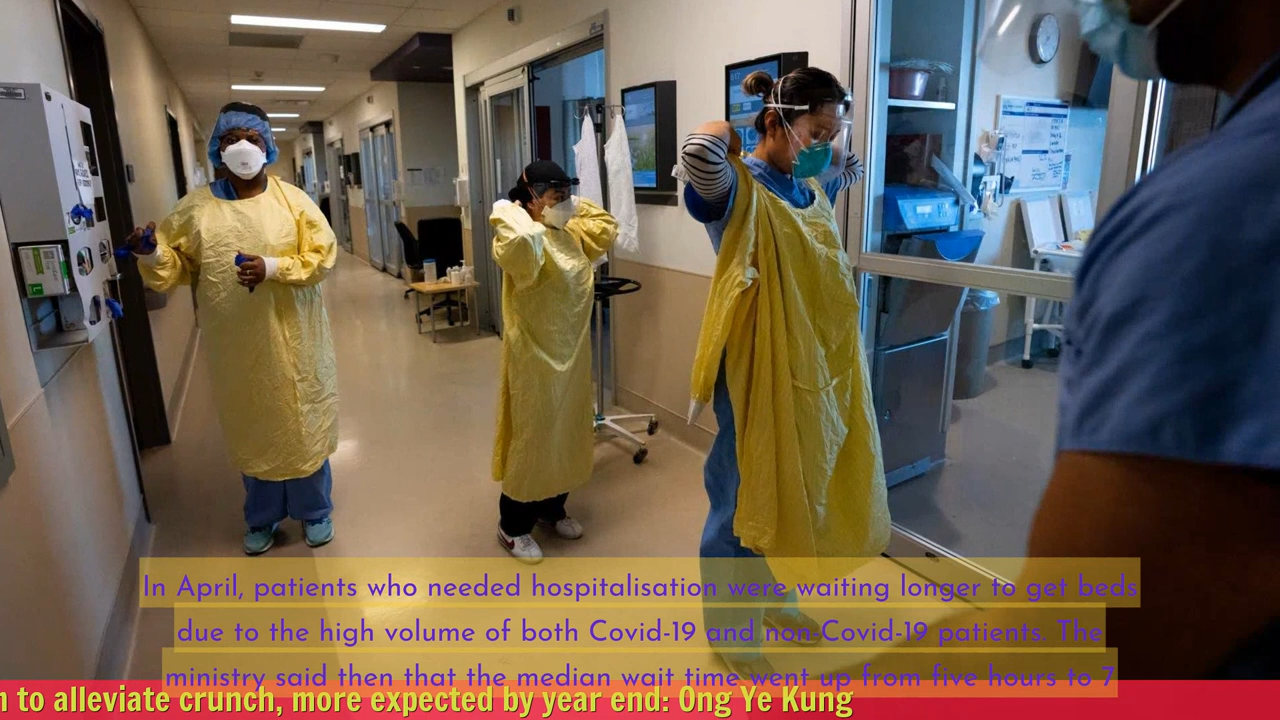 In April, patients who needed hospitalisation were waiting longer to get beds
due to the high volume of both Covid-19 and non-Covid-19 patients. The
ministry said then that the median wait time went up from five hours to 7
to alleviate crunch, more expected by year end: Ong Ye Kung